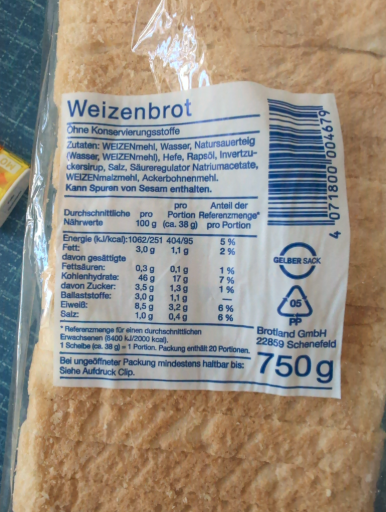 Weizenbrot
Ohne Konservierungsstoffe
Zutaten: WEIZENmehl, Wasser, Natursauerteig
(Wasser, WEIZENmehl), Hefe, Rapsöl, Invertzu-
ckersirup, Salz, Säureregulator Natriumacetate,
WEIZENmalzmehl, Ackerbohnenmehl.
Kann Spuren von Sesam enthalten.
Durchschnittliche Nährwerte pro 100 g pro Portion (ca. 38 g) Anteil der Referenzmenge* pro Portion
Energie (kJ/kcal): 1062/251 404/95 5 %
Fett: 3,0 g 1,1 g 2 %
davon gesättigte
Fettsäuren: 0,3 g 0,1 g 1 %
Kohlenhydrate: 46 g 17 g 7 %
davon Zucker: 3,5 g 1,3 g 1 %
Ballaststoffe: 3,0 g 1,1 g —
Eiweiß: 8,5 g 3,2 g 6 %
Salz: 1,0 g 0,4 g 6 %
* Referenzmenge für einen durchschnittlichen
Erwachsenen (8400 kJ/2000 kcal).
1 Scheibe (ca. 38 g) = 1 Portion. Packung enthält 20 Portionen.
Bei ungeöffneter Packung mindestens haltbar bis:
Siehe Aufdruck Clip.
4 071800 004679
GELBER SACK
05
PP
Brotland GmbH
22869 Schenefeld
750 g